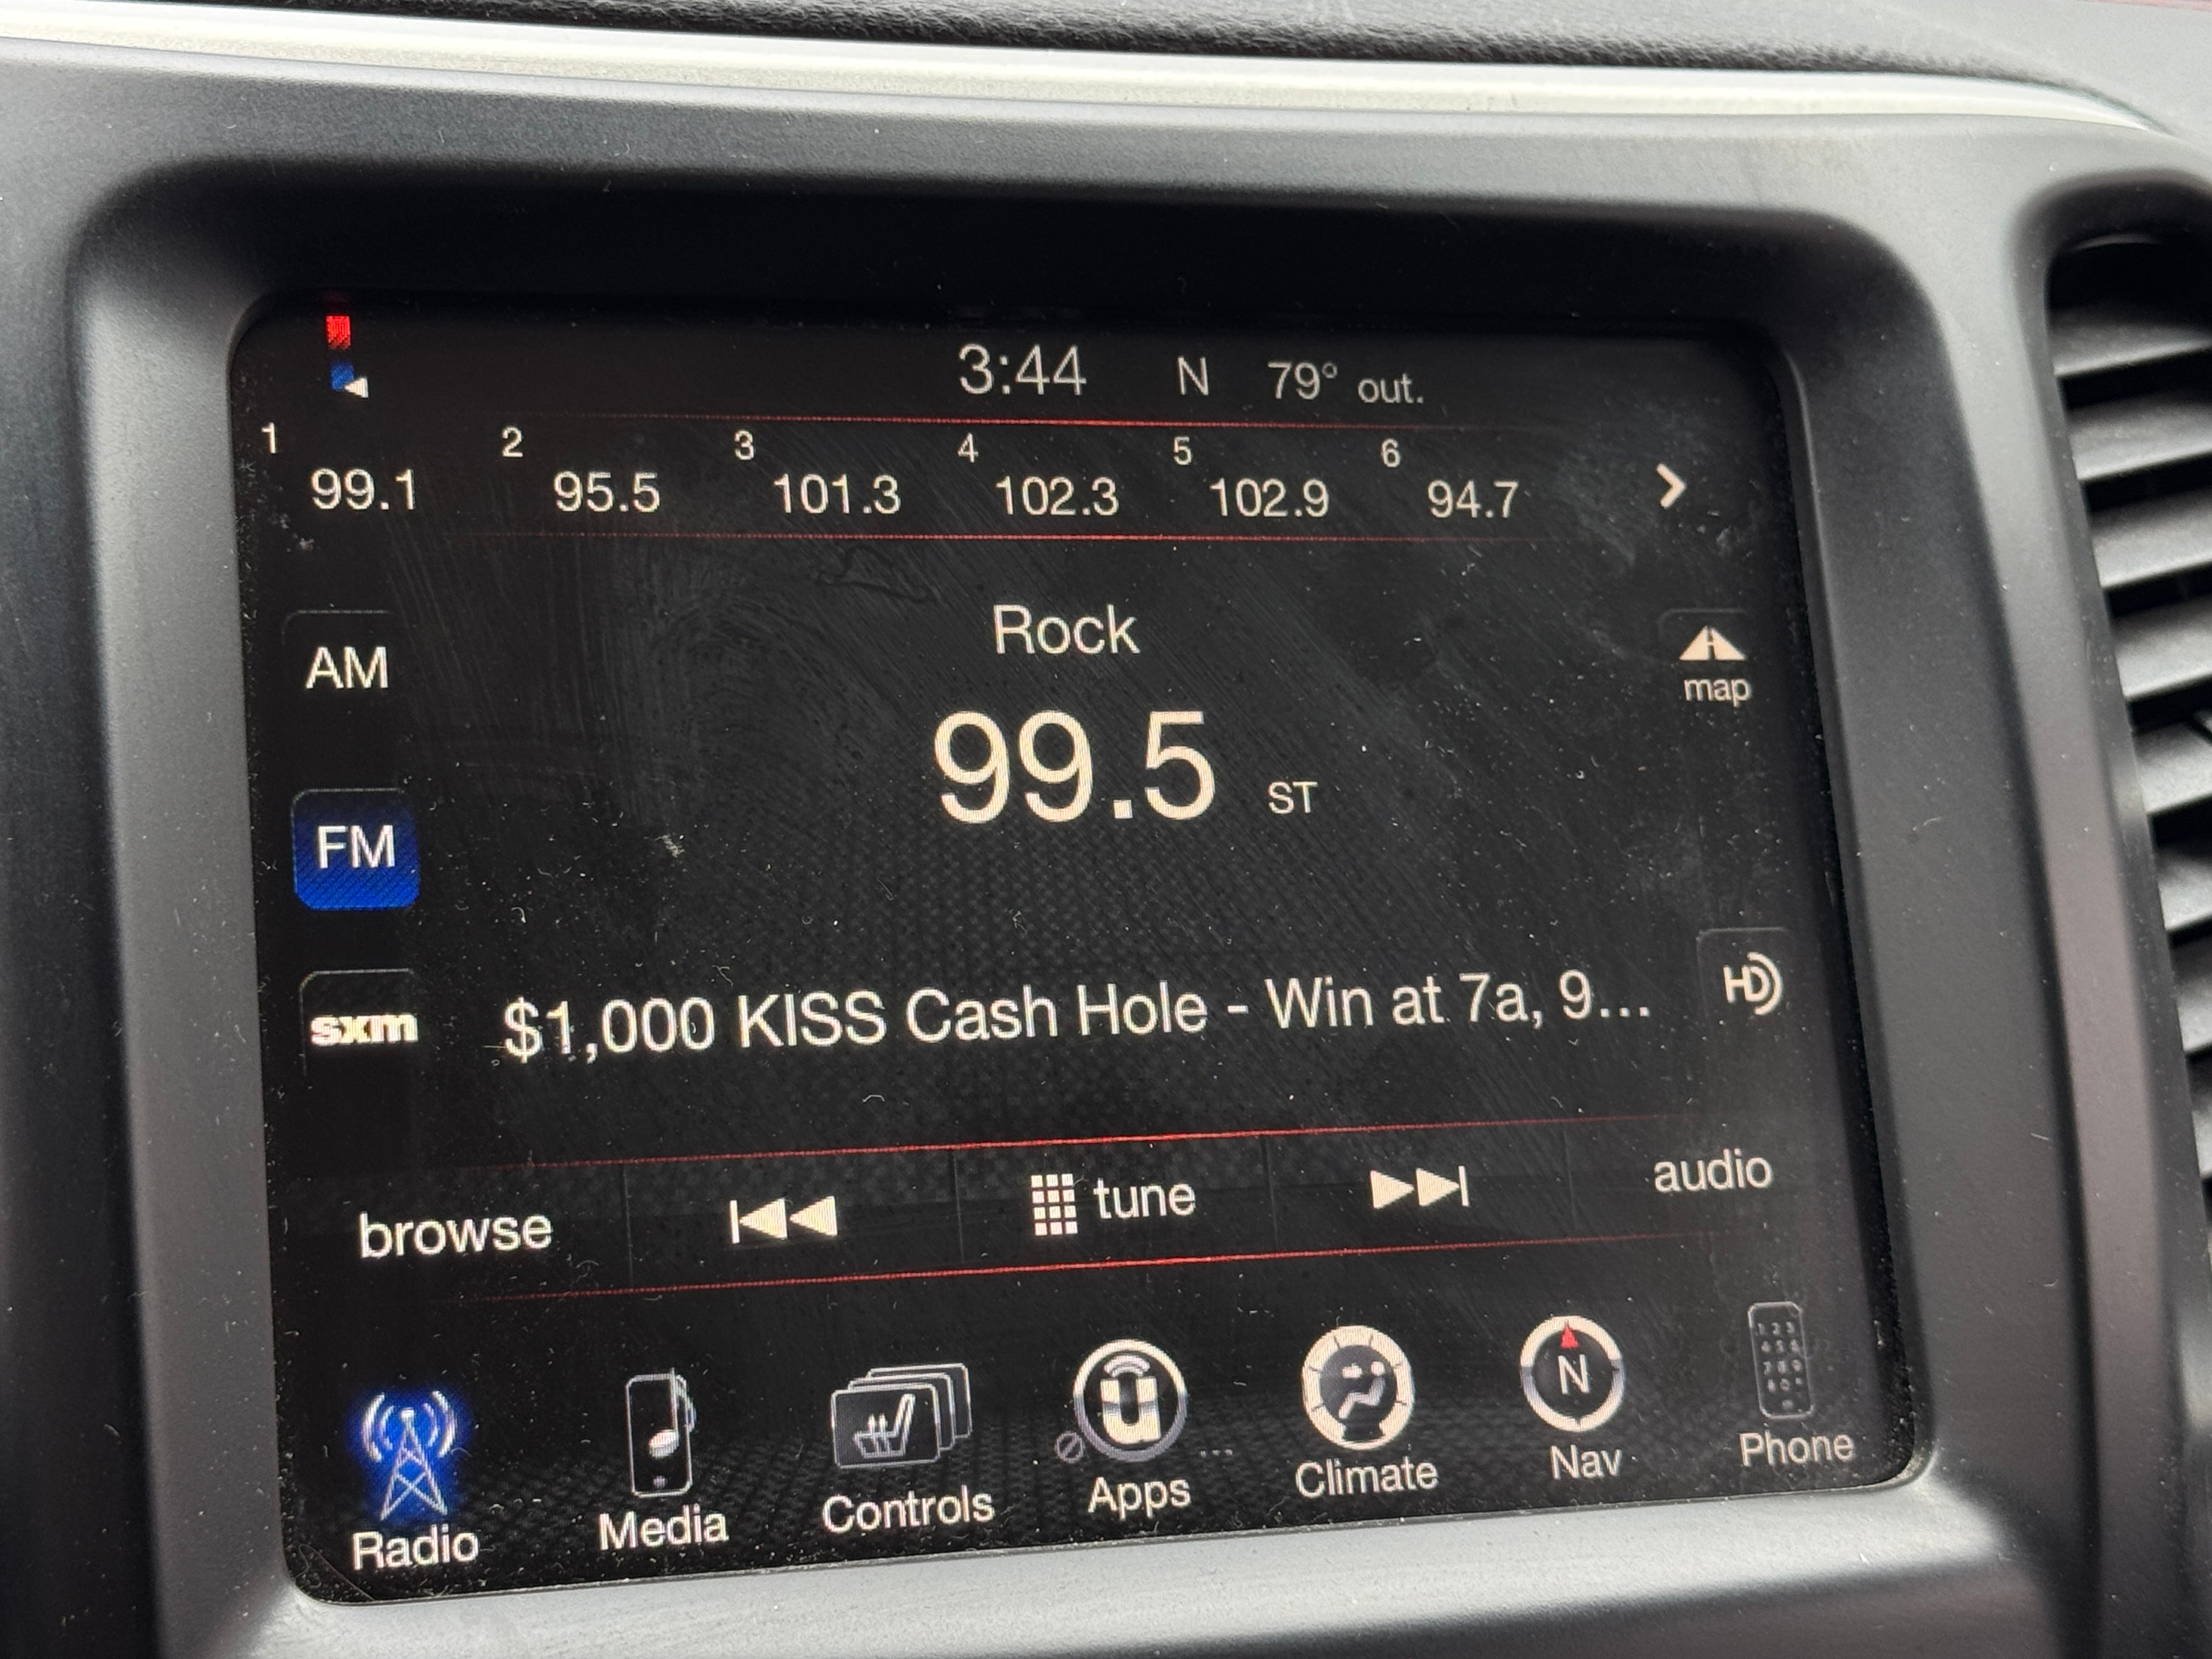 3:44 N 79° out.
1 2 3 4 5 6
99.1 95.5 101.3 102.3 102.9 94.7
Rock
AM
map
99.5 ST
FM
HD
sxm $1,000 KISS Cash Hole - Win at 7a, 9...
browse tune audio
N
u
Radio Media Controls Apps ... Climate Nav Phone